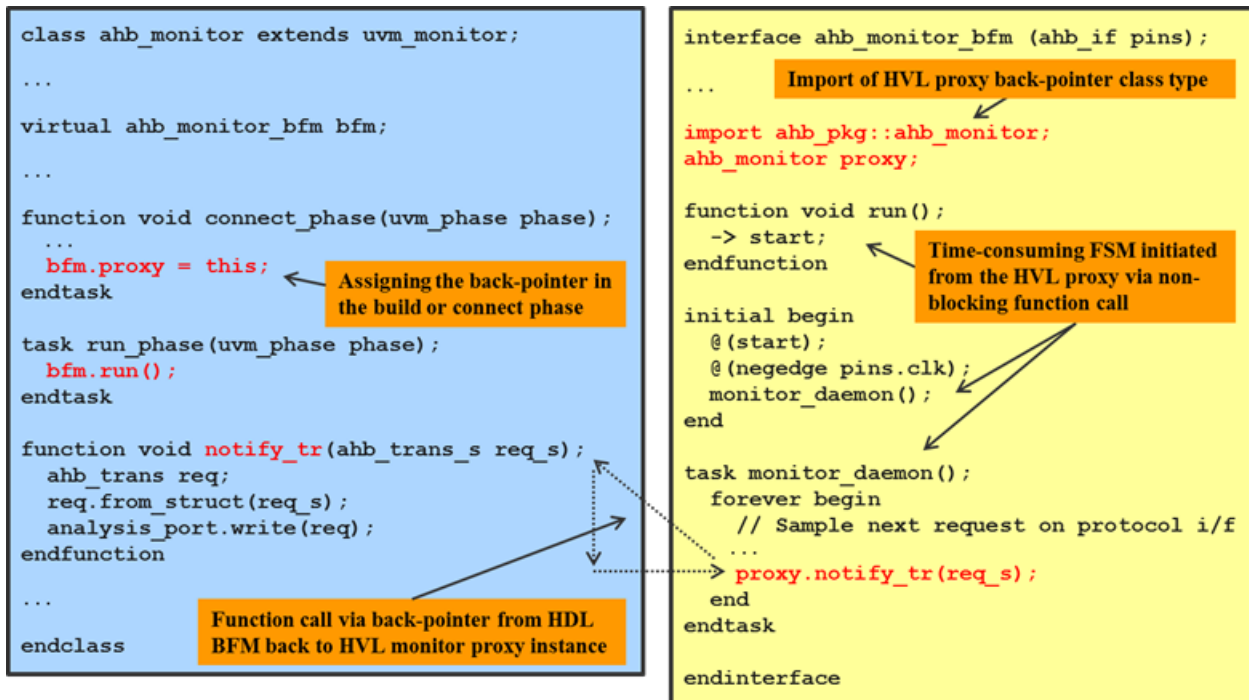 class ahb_monitor extends uvm_monitor;
...
virtual ahb_monitor_bfm bfm;
...
function void connect_phase(uvm_phase phase);
...
bfm.proxy = this;
endtask
Assigning the back-pointer in
the build or connect phase
task run_phase(uvm_phase phase);
bfm.run();
endtask
function void notify_tr(ahb_trans_s req_s);
ahb_trans req;
req.from_struct(req_s);
analysis_port.write(req);
endfunction
...
endclass
Function call via back-pointer from HDL
BFM back to HVL monitor proxy instance
interface ahb_monitor_bfm (ahb_if pins);
...
Import of HVL proxy back-pointer class type
import ahb_pkg::ahb_monitor;
ahb_monitor proxy;
function void run();
-> start;
endfunction
Time-consuming FSM initiated
from the HVL proxy via non-
blocking function call
initial begin
@(start);
@(negedge pins.clk);
monitor_daemon();
end
task monitor_daemon();
forever begin
// Sample next request on protocol i/f
...
proxy.notify_tr(req_s);
end
endtask
endinterface